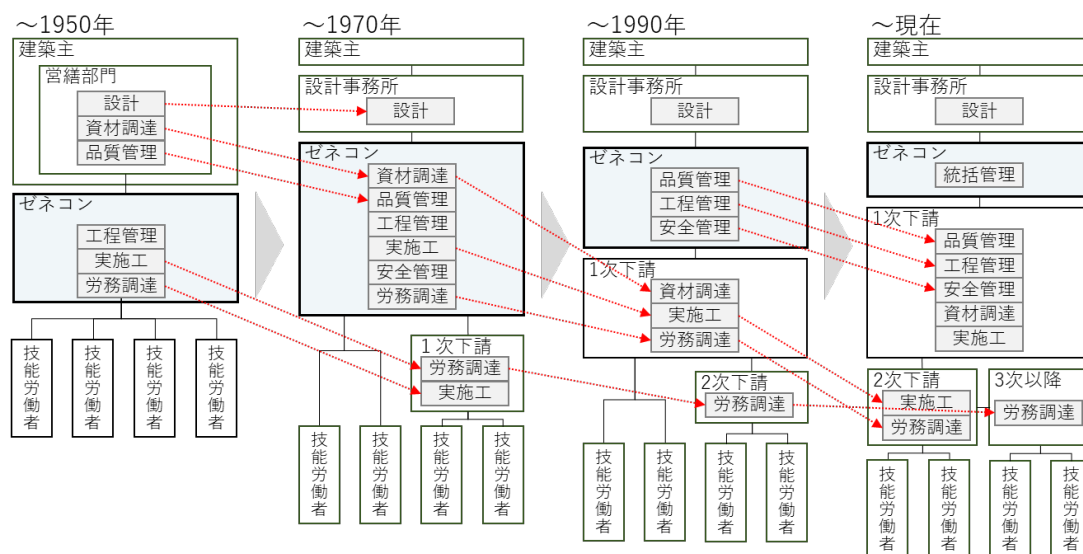 ～1950年
建築主
営繕部門
設計
資材調達
品質管理
ゼネコン
工程管理
実施工
労務調達
技能労働者
技能労働者
技能労働者
技能労働者
～1970年
建築主
設計事務所
設計
ゼネコン
資材調達
品質管理
工程管理
実施工
安全管理
労務調達
1次下請
労務調達
実施工
技能労働者
技能労働者
技能労働者
技能労働者
～1990年
建築主
設計事務所
設計
ゼネコン
品質管理
工程管理
安全管理
1次下請
資材調達
実施工
労務調達
2次下請
労務調達
技能労働者
技能労働者
技能労働者
技能労働者
～現在
建築主
設計事務所
設計
ゼネコン
統括管理
1次下請
品質管理
工程管理
安全管理
資材調達
実施工
2次下請
実施工
労務調達
3次以降
労務調達
技能労働者
技能労働者
技能労働者
技能労働者